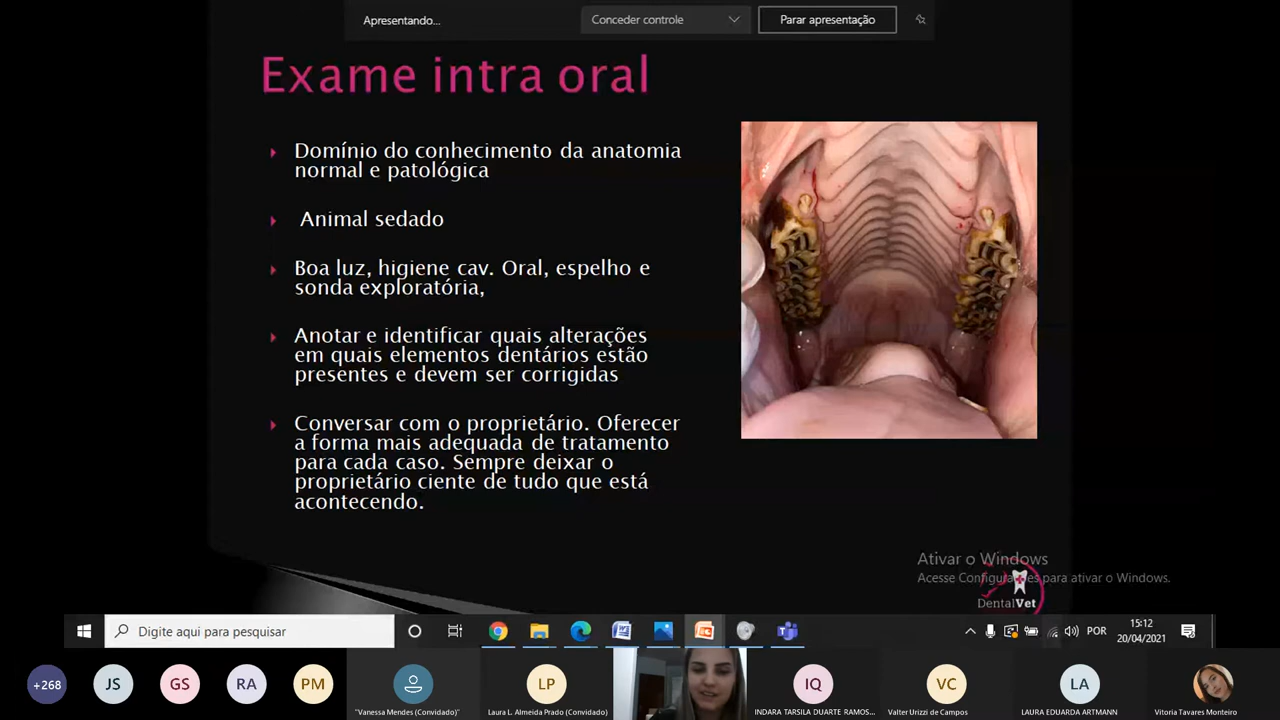 Apresentando...
Conceder controle
Parar apresentação
Exame intra oral
Domínio do conhecimento da anatomia
normal e patológica
Animal sedado
Boa luz, higiene cav. Oral, espelho e
sonda exploratória,
Anotar e identificar quais alterações
em quais elementos dentários estão
presentes e devem ser corrigidas
Conversar com o proprietário. Oferecer
a forma mais adequada de tratamento
para cada caso. Sempre deixar o
proprietário ciente de tudo que está
acontecendo.
Ativar o Windows
Acesse Configurações para ativar o Windows.
DentalVet
Digite aqui para pesquisar
POR
15:12
20/04/2021
+268
JS
GS
RA
PM
LP
IQ
VC
LA
"Vanessa Mendes (Convidado)"
Laura L. Almeida Prado (Convidado)
INDARA TARSILA DUARTE RAMOS...
Valter Urizzi de Campos
LAURA EDUARDA ARTMANN
Vitoria Tavares Monteiro